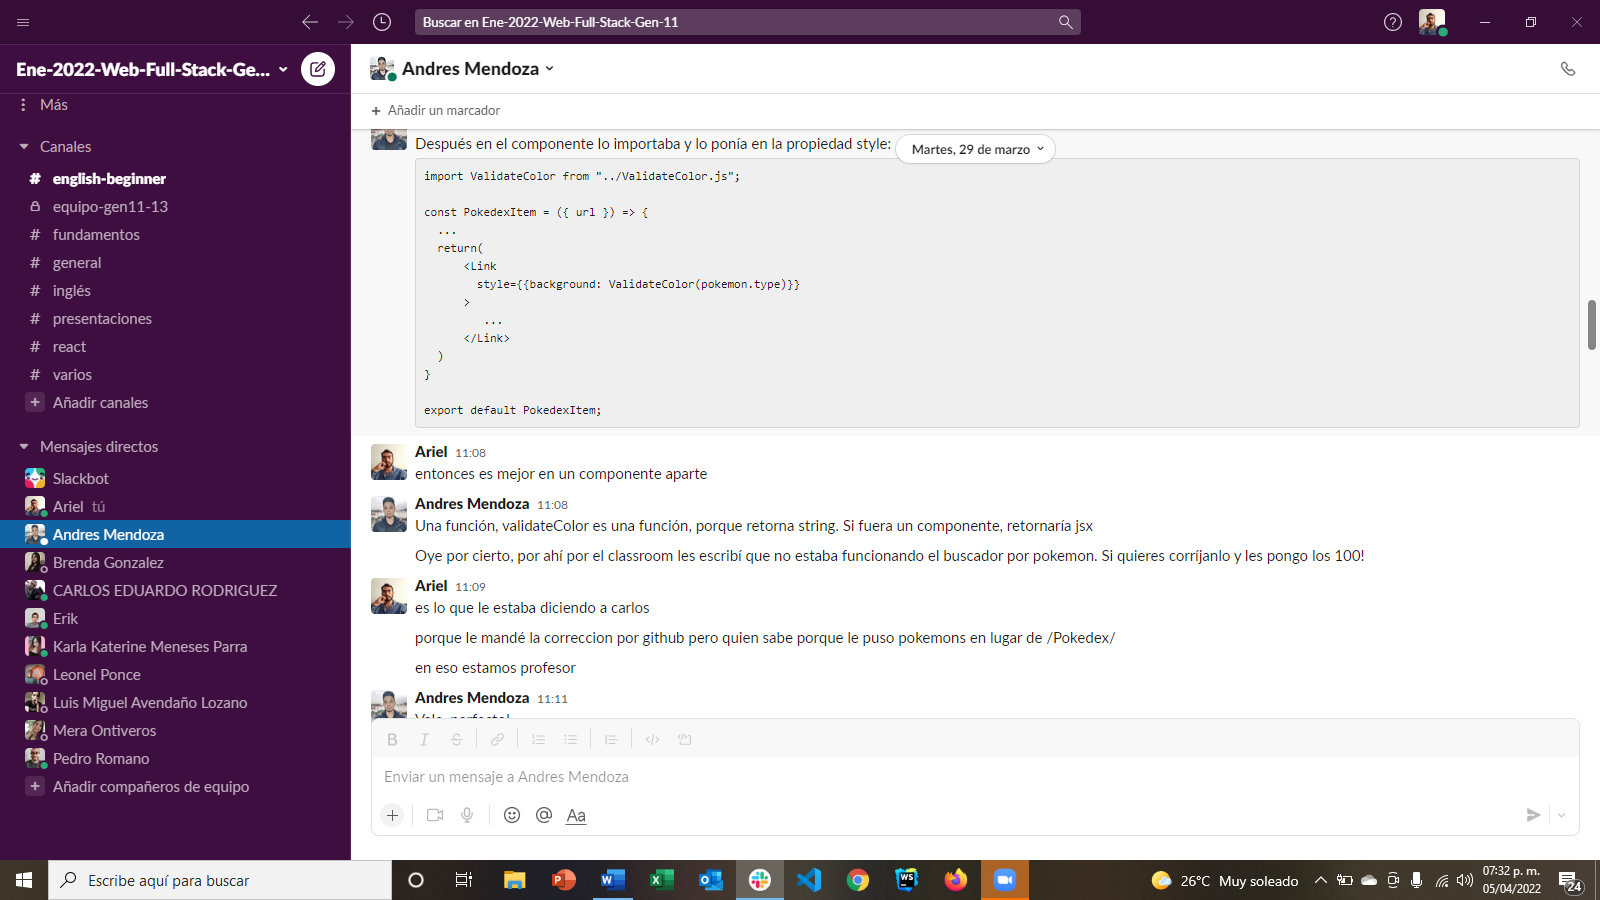 Buscar en Ene-2022-Web-Full-Stack-Gen-11
Ene-2022-Web-Full-Stack-Ge...
Más
Canales
# english-beginner
equipo-gen11-13
# fundamentos
# general
# inglés
# presentaciones
# react
# varios
+ Añadir canales
Mensajes directos
Slackbot
Ariel tú
Andres Mendoza
Brenda Gonzalez
CARLOS EDUARDO RODRIGUEZ
Erik
Karla Katerine Meneses Parra
Leonel Ponce
Luis Miguel Avendaño Lozano
Mera Ontiveros
Pedro Romano
+ Añadir compañeros de equipo
Andres Mendoza
+ Añadir un marcador
Después en el componente lo importaba y lo ponía en la propiedad style:
Martes, 29 de marzo
import ValidateColor from "../ValidateColor.js";
const PokedexItem = ({ url }) => {
...
return(
<Link
style={{background: ValidateColor(pokemon.type)}}
>
...
</Link>
)
}
export default PokedexItem;
Ariel 11:08
entonces es mejor en un componente aparte
Andres Mendoza 11:08
Una función, validateColor es una función, porque retorna string. Si fuera un componente, retornaría jsx
Oye por cierto, por ahí por el classroom les escribí que no estaba funcionando el buscador por pokemon. Si quieres corríjanlo y les pongo los 100!
Ariel 11:09
es lo que le estaba diciendo a carlos
porque le mandé la correccion por github pero quien sabe porque le puso pokemons en lugar de /Pokedex/
en eso estamos profesor
Andres Mendoza 11:11
Vale, perfecto!
B I S
Enviar un mensaje a Andres Mendoza
+ @ Aa
Escribe aquí para buscar
26°C Muy soleado
07:32 p. m.
05/04/2022
24